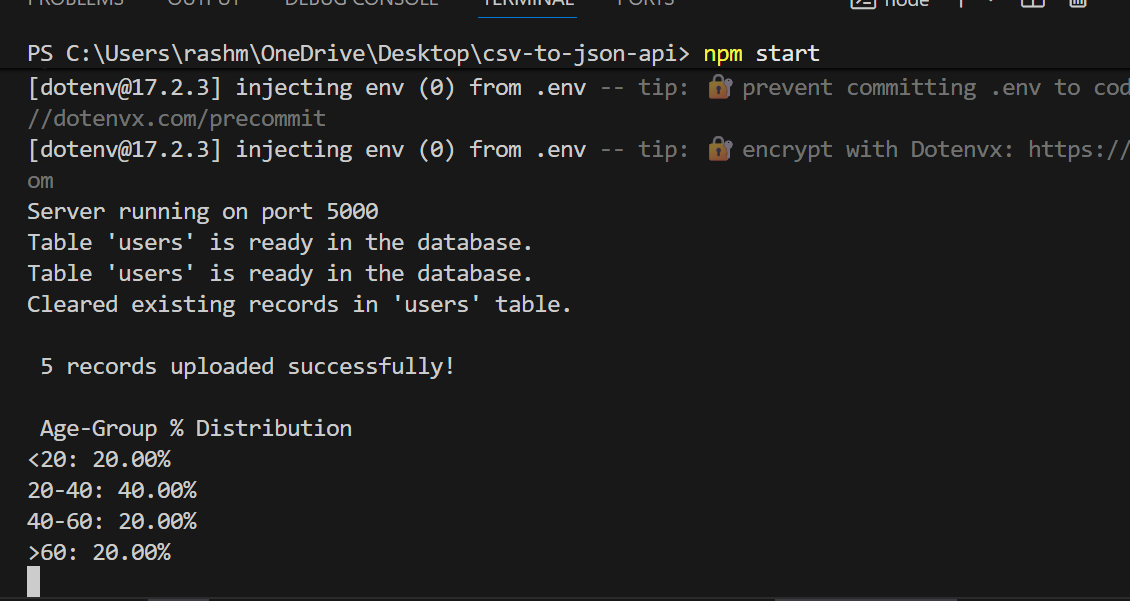 PROBLEMS OUTPUT DEBUG CONSOLE TERMINAL PORTS node
PS C:\Users\rashm\OneDrive\Desktop\csv-to-json-api> npm start
[dotenv@17.2.3] injecting env (0) from .env -- tip: 🔐 prevent committing .env to cod
//dotenvx.com/precommit
[dotenv@17.2.3] injecting env (0) from .env -- tip: 🔐 encrypt with Dotenvx: https://
om
Server running on port 5000
Table 'users' is ready in the database.
Table 'users' is ready in the database.
Cleared existing records in 'users' table.
5 records uploaded successfully!
Age-Group % Distribution
<20: 20.00%
20-40: 40.00%
40-60: 20.00%
>60: 20.00%